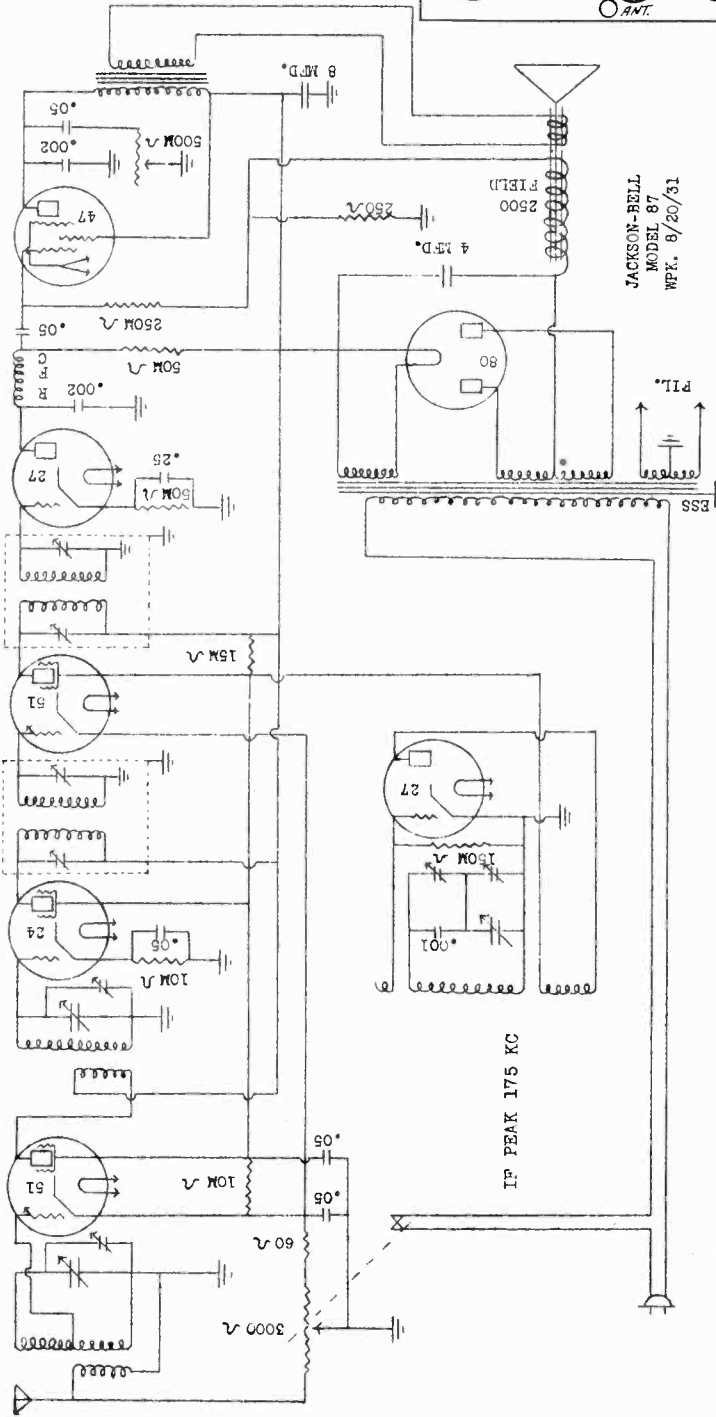 ANT.
.05
.002
500M Ω
8 MFD.
47
.05
250M Ω
250 Ω
2500
FIELD
4 MFD.
JACKSON-BELL
MODEL 87
WPK. 8/20/31
R F C
.002
50M Ω
80
27
.25
50M Ω
FIL.
ESS
15M Ω
51
27
150M Ω
.001
24
.05
10M Ω
IF PEAK 175 KC
51
10M Ω
.05
.05
60 Ω
3000 Ω